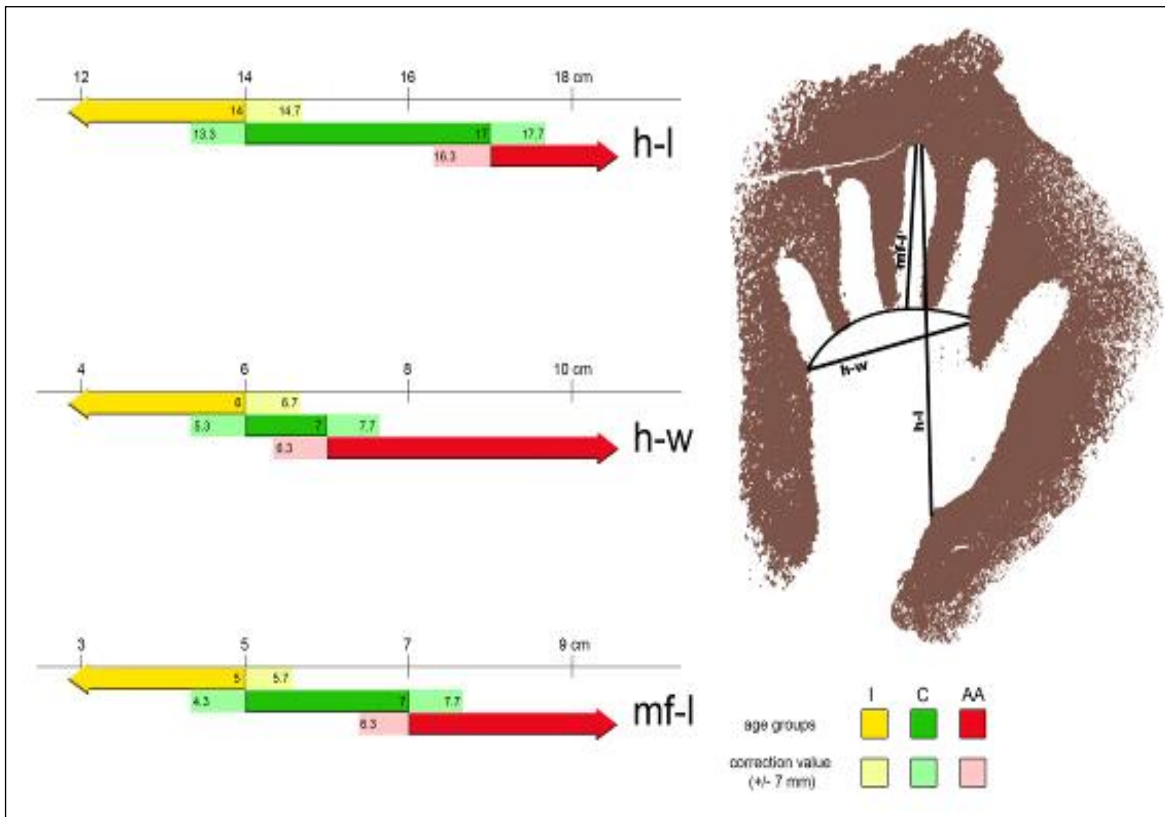 12 14 16 18 cm
14 14.7
13.3 17 17.7
16.3
h-l
4 6 8 10 cm
6 6.7
5.3 7 7.7
6.3
h-w
3 5 7 9 cm
5 5.7
4.3 7 7.7
6.3
mf-l
mf-l
h-w
h-l
I C AA
age groups
correction value
(+/- 7 mm)